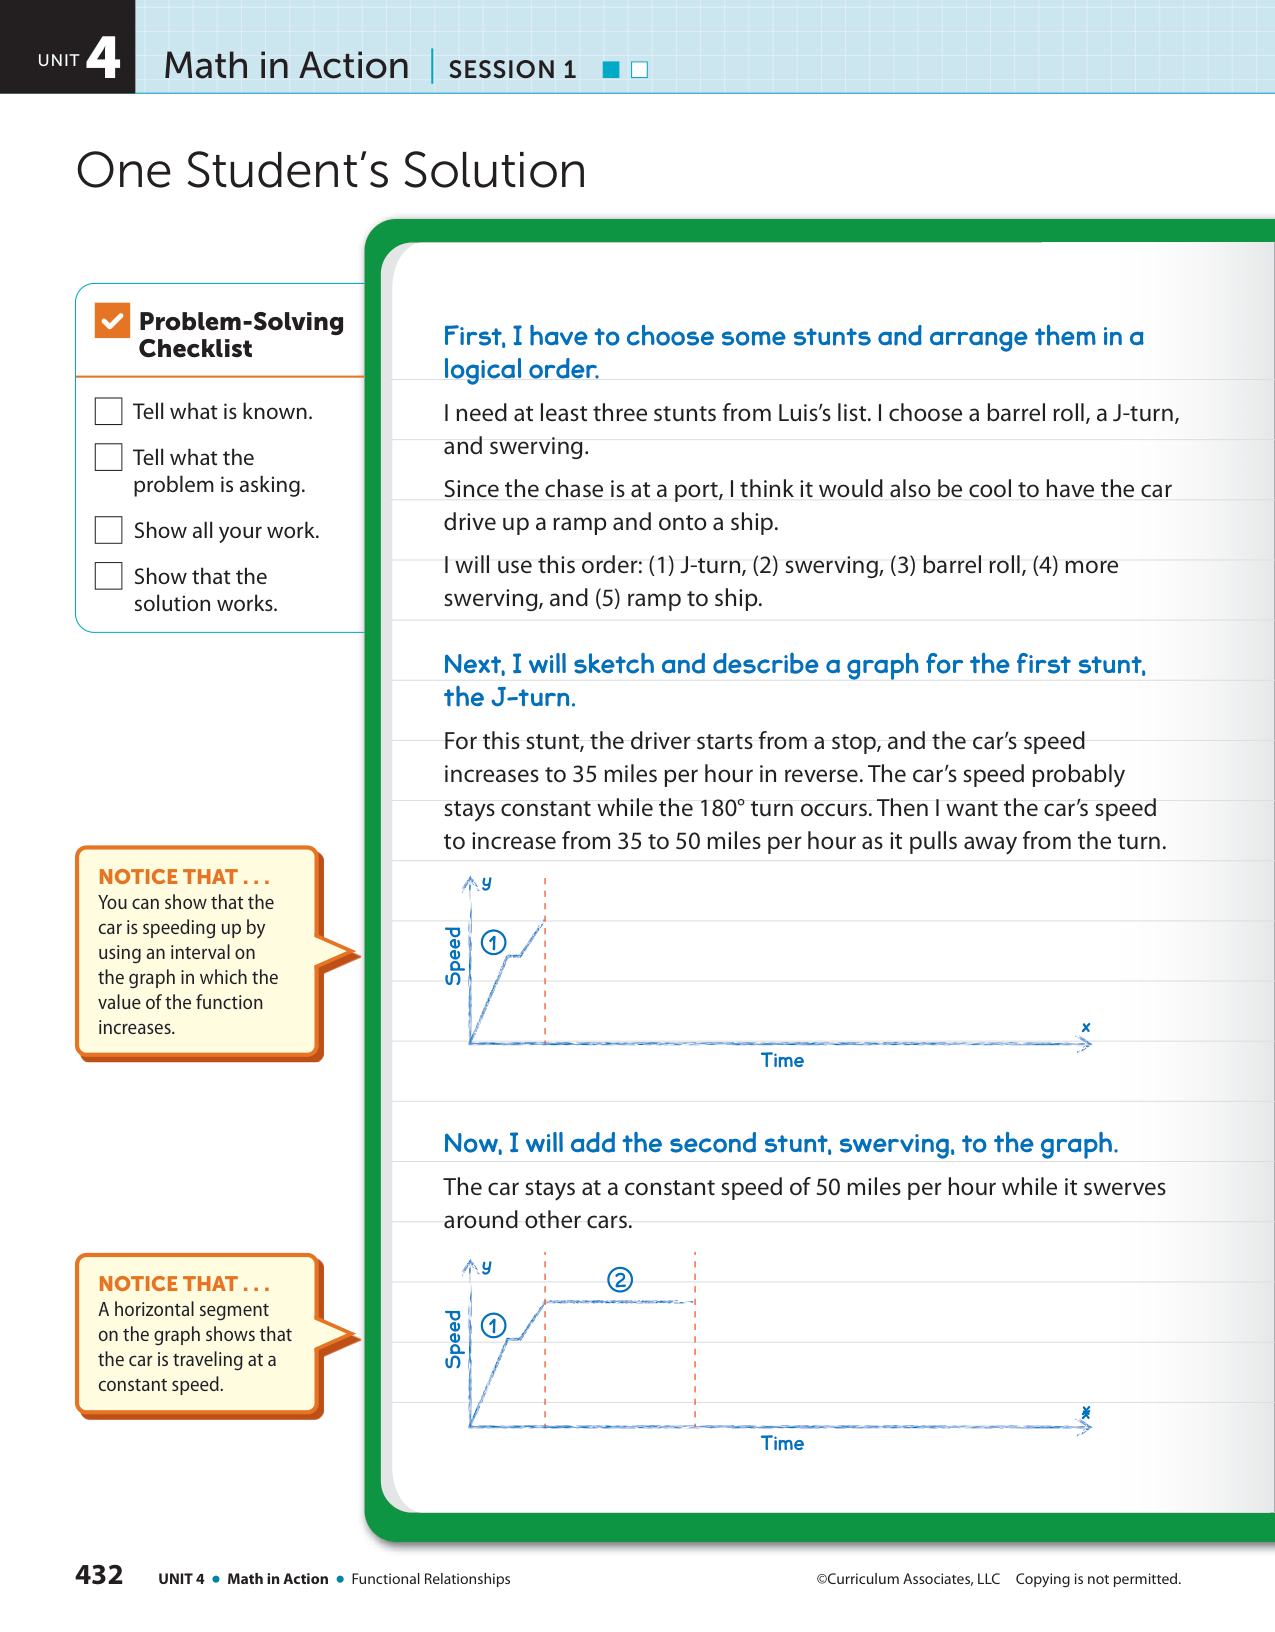 UNIT 4 Math in Action | SESSION 1
One Student’s Solution
Problem-Solving
Checklist
Tell what is known.
Tell what the
problem is asking.
Show all your work.
Show that the
solution works.
First, I have to choose some stunts and arrange them in a
logical order.
I need at least three stunts from Luis’s list. I choose a barrel roll, a J-turn,
and swerving.
Since the chase is at a port, I think it would also be cool to have the car
drive up a ramp and onto a ship.
I will use this order: (1) J-turn, (2) swerving, (3) barrel roll, (4) more
swerving, and (5) ramp to ship.
Next, I will sketch and describe a graph for the first stunt,
the J-turn.
For this stunt, the driver starts from a stop, and the car’s speed
increases to 35 miles per hour in reverse. The car’s speed probably
stays constant while the 180° turn occurs. Then I want the car’s speed
to increase from 35 to 50 miles per hour as it pulls away from the turn.
NOTICE THAT . . .
You can show that the
car is speeding up by
using an interval on
the graph in which the
value of the function
increases.
y
Speed
1
x
Time
Now, I will add the second stunt, swerving, to the graph.
The car stays at a constant speed of 50 miles per hour while it swerves
around other cars.
NOTICE THAT . . .
A horizontal segment
on the graph shows that
the car is traveling at a
constant speed.
y
2
Speed
1
x
Time
432 UNIT 4 • Math in Action • Functional Relationships
©Curriculum Associates, LLC Copying is not permitted.